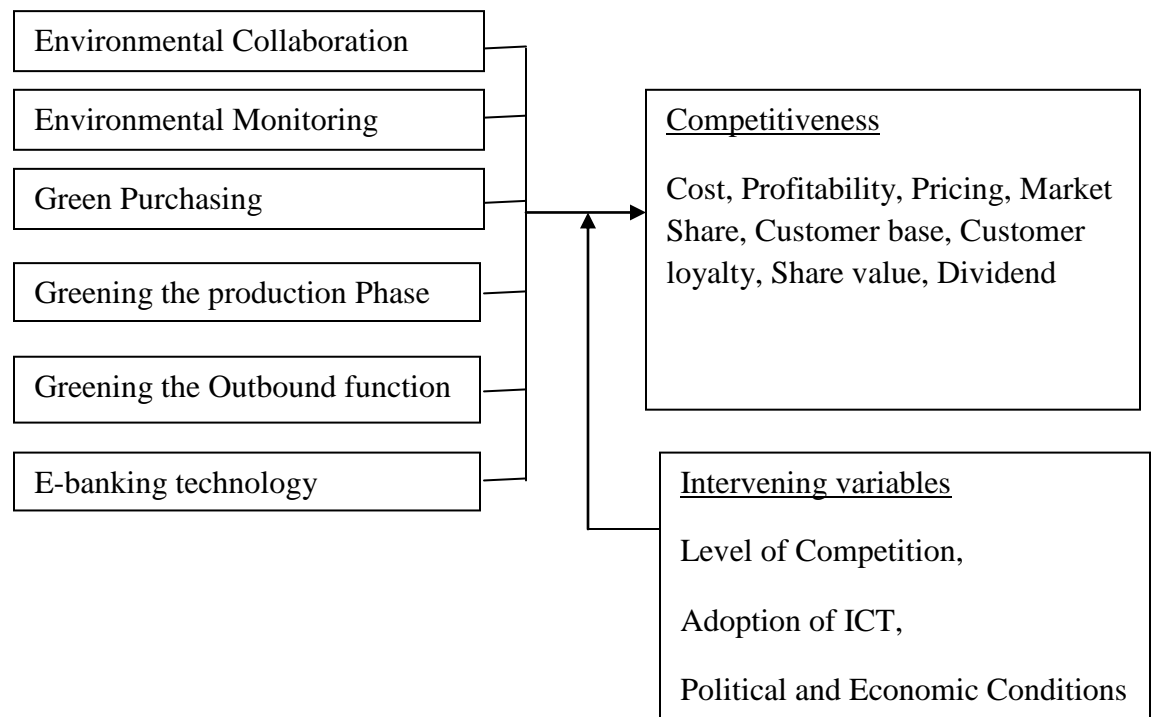 Environmental Collaboration
Environmental Monitoring
Green Purchasing
Greening the production Phase
Greening the Outbound function
E-banking technology
Competitiveness
Cost, Profitability, Pricing, Market
Share, Customer base, Customer
loyalty, Share value, Dividend
Intervening variables
Level of Competition,
Adoption of ICT,
Political and Economic Conditions